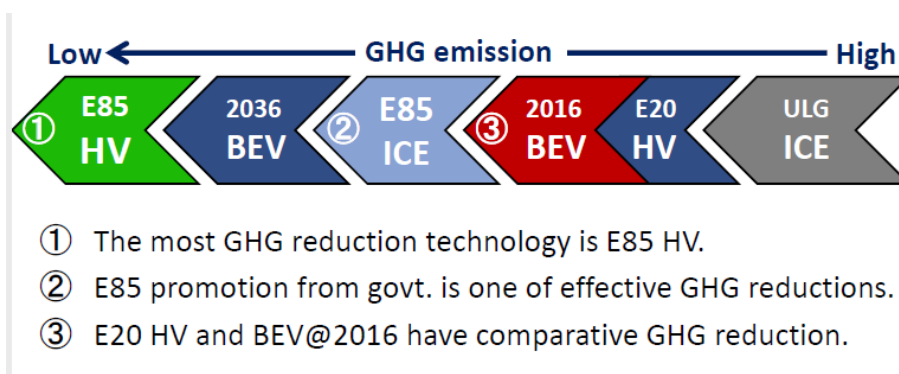 Low GHG emission High
① E85 HV
2036 BEV
② E85 ICE
③ 2016 BEV
E20 HV
ULG ICE
① The most GHG reduction technology is E85 HV.
② E85 promotion from govt. is one of effective GHG reductions.
③ E20 HV and BEV@2016 have comparative GHG reduction.